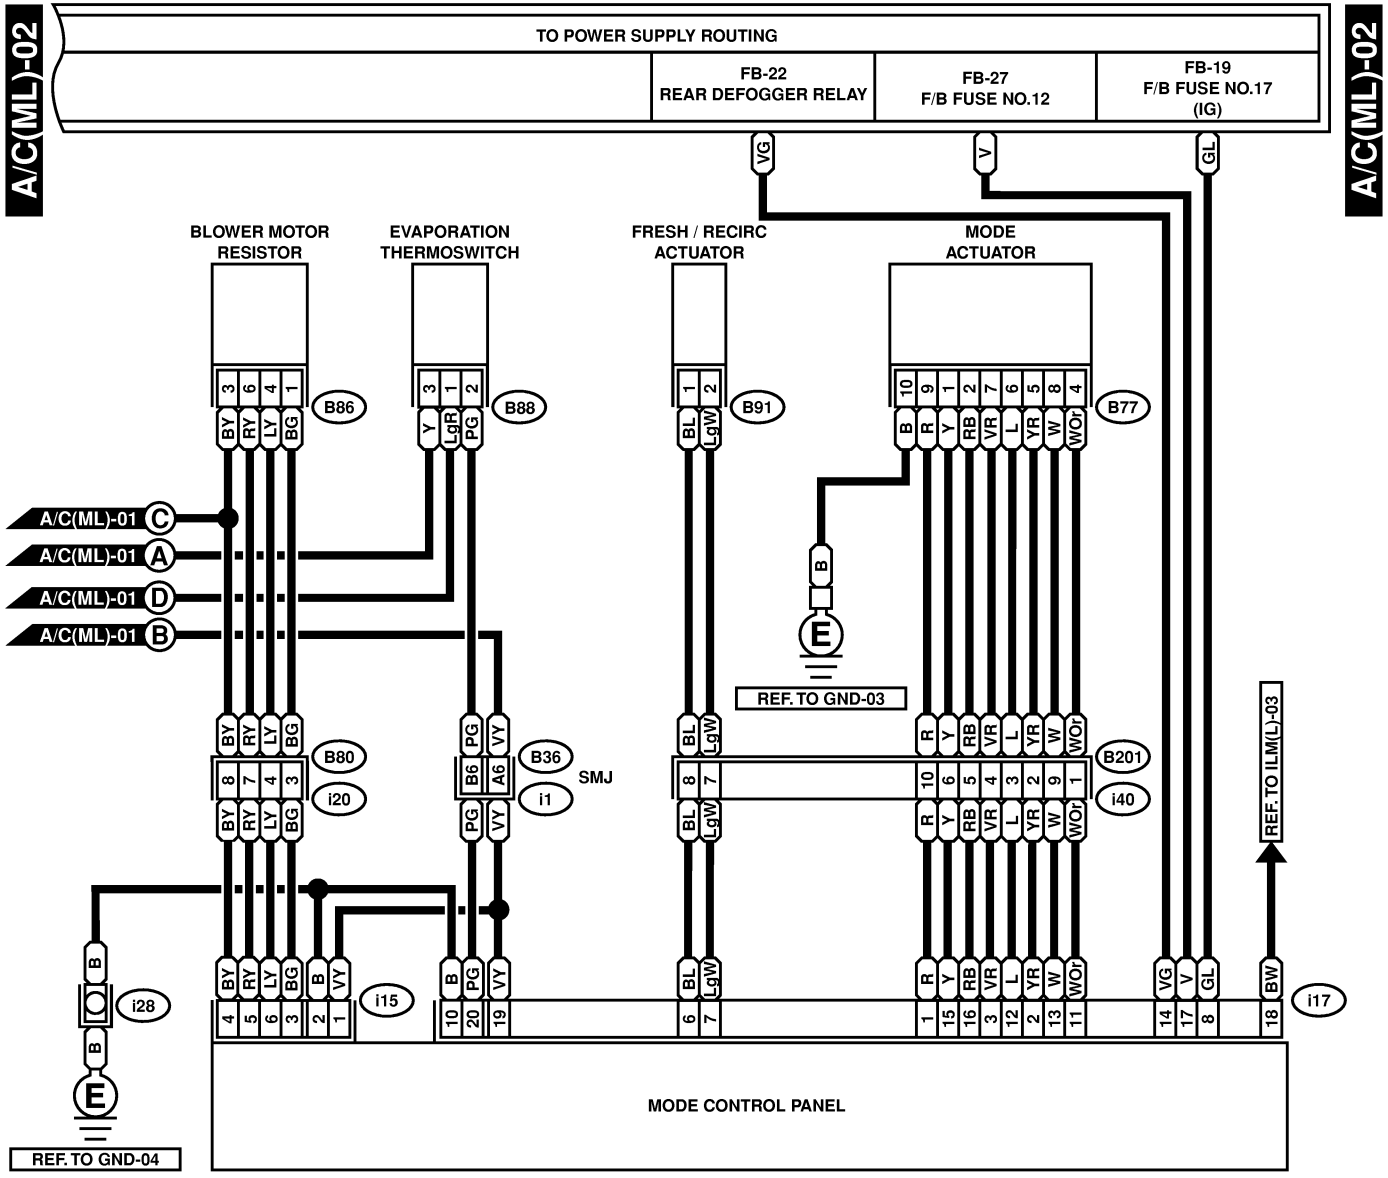 A/C(ML)-02
A/C(ML)-02
TO POWER SUPPLY ROUTING
FB-22
REAR DEFOGGER RELAY
FB-27
F/B FUSE NO.12
FB-19
F/B FUSE NO.17
(IG)
VG V GL
BLOWER MOTOR
RESISTOR
EVAPORATION
THERMOSWITCH
FRESH / RECIRC
ACTUATOR
MODE
ACTUATOR
3 6 4 1
B86
3 1 2
B88
1 2
B91
10 9 1 2 7 6 5 8 4
B77
BY RY LY BG
Y LgR PG
BL LgW
B R Y RB VR L YR W WOr
A/C(ML)-01 C
A/C(ML)-01 A
A/C(ML)-01 D
A/C(ML)-01 B
B
E
REF. TO GND-03
REF. TO ILM(L)-03
BY RY LY BG
PG VY
BL LgW
R Y RB VR L YR W WOr
B80
B36
B201
8 7 4 3
B6 A6
SMJ
8 7
10 6 5 4 3 2 9 1
i20
i1
i40
BY RY LY BG
PG VY
BL LgW
R Y RB VR L YR W WOr
B
i28
B
E
REF. TO GND-04
BY RY LY BG B VY
B PG VY
BL LgW
R Y RB VR L YR W WOr
VG V GL
BW
i15
i17
4 5 6 3 2 1
10 20 19
6 7
1 15 16 3 12 2 13 11
14 17 8
18
MODE CONTROL PANEL